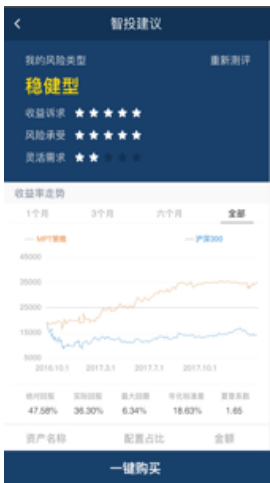 智投建议
我的风险类型 重新测评
稳健型
收益诉求 ★★★★★
风险承受 ★★★★★
灵活需求 ★★
收益率走势
1个月 3个月 六个月 全部
MPT策略 沪深300
45000
35000
25000
15000
5000
2016.10.1 2017.3.1 2017.7.1 2017.10.1
绝对回报 实际回报 最大回撤 年化标准差 夏普系数
47.58% 36.30% 6.34% 18.63% 1.65
资产名称 配置占比 金额
一键购买